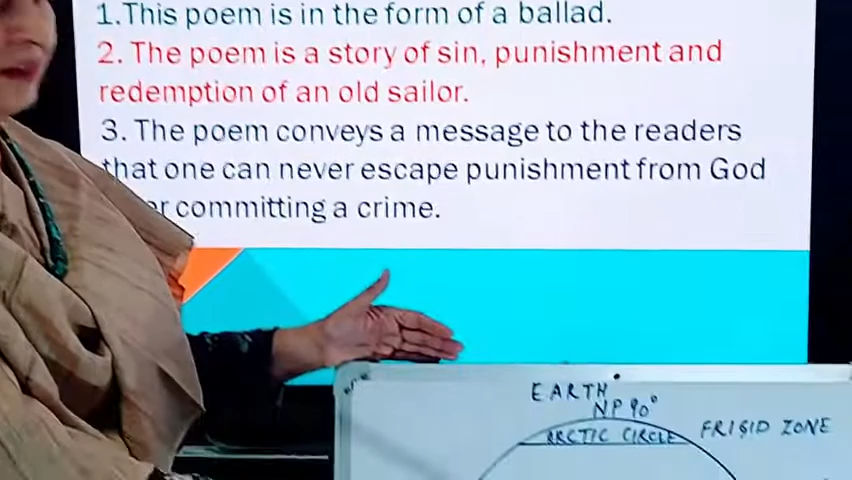 1.This poem is in the form of a ballad.
2. The poem is a story of sin, punishment and
redemption of an old sailor.
3. The poem conveys a message to the readers
that one can never escape punishment from God
committing a crime.
EARTH
NP 90°
ARCTIC CIRCLE
FRIGID ZONE